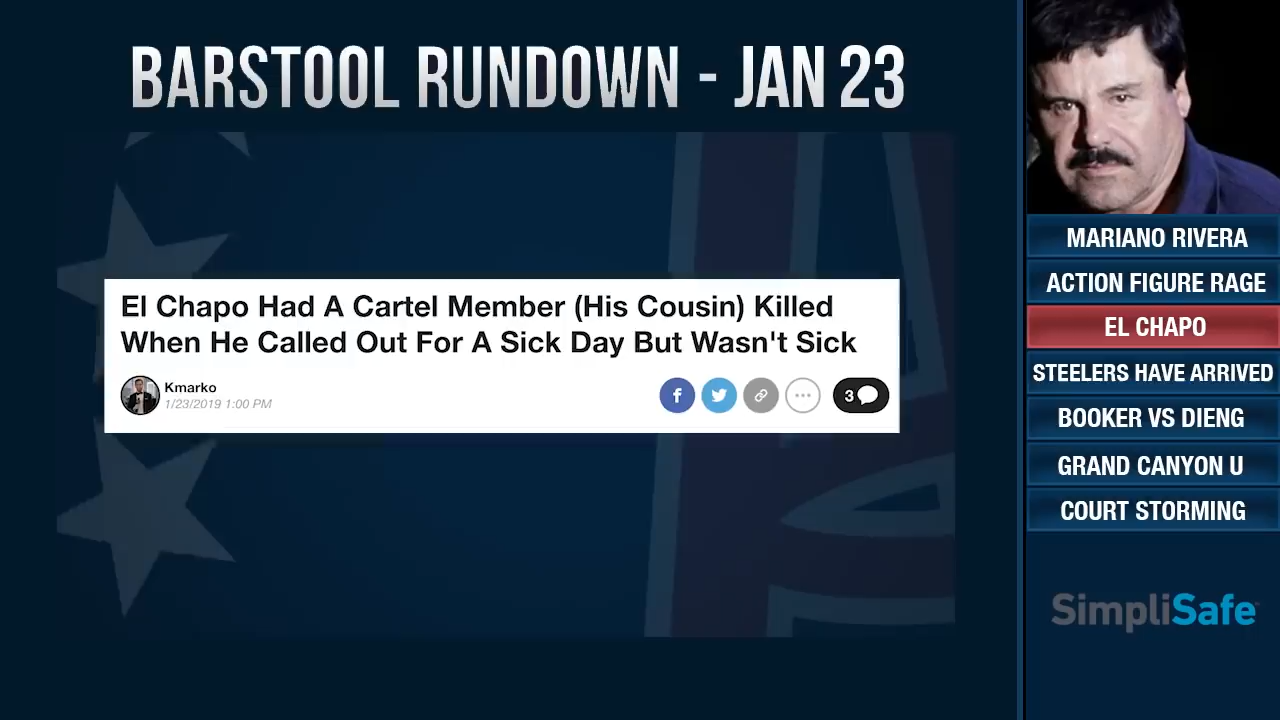 BARSTOOL RUNDOWN - JAN 23
El Chapo Had A Cartel Member (His Cousin) Killed
When He Called Out For A Sick Day But Wasn't Sick
Kmarko
1/23/2019 1:00 PM
f
3
MARIANO RIVERA
ACTION FIGURE RAGE
EL CHAPO
STEELERS HAVE ARRIVED
BOOKER VS DIENG
GRAND CANYON U
COURT STORMING
SimpliSafe